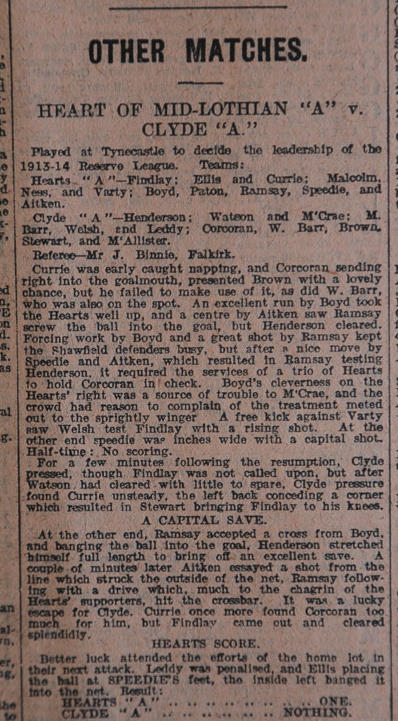 OTHER MATCHES.
HEART OF MID-LOTHIAN "A" v.
CLYDE "A."
Played at Tynecastle to decide the leadership of the
1913-14 Reserve League. Teams:
Hearts "A"—Findlay; Ellis and Currie; Malcolm,
Ness, and Varty; Boyd, Paton, Ramsay, Speedie, and
Aitken.
Clyde "A"—Henderson; Watson and M'Crae; M.
Barr, Welsh, end Leddy; Corcoran, W. Barr, Brown,
Stewart, and M'Allister.
Referee—Mr J. Binnie, Falkirk.
Currie was early caught napping, and Corcoran sending
right into the goalmouth, presented Brown with a lovely
chance, but he failed to make use of it, as did W. Barr,
who was also on the spot. An excellent run by Boyd took
the Hearts well up, and a centre by Aitken saw Ramsay
screw the ball into the goal, but Henderson cleared.
Forcing work by Boyd and a great shot by Ramsay kept
the Shawfield defenders busy, but after a nice move by
Speedie and Aitken, which resulted in Ramsay testing
Henderson, it required the services of a trio of Hearts
to hold Corcoran in check. Boyd's cleverness on the
Hearts' right was a source of trouble to M'Crae, and the
crowd had reason to complain of the treatment meted
out to the sprightly winger A free kick against Varty
saw Welsh test Findlay with a rising shot. At the
other end speedie was inches wide with a capital shot.
Half-time: No scoring.
For a few minutes following the resumption, Clyde
pressed, though Findlay was not called upon, but after
Watson had cleared with little to spare, Clyde pressure
found Currie unsteady, the left back conceding a corner
which resulted in Stewart bringing Findlay to his knees.
A CAPITAL SAVE.
At the other end, Ramsay accepted a cross from Boyd,
and banging the ball into the goal, Henderson stretched
himself full length to bring off an excellent save. A
couple of minutes later Aitken essayed a shot from the
line which struck the outside of the net, Ramsay follow-
ing with a drive which, much to the chagrin of the
Hearts' supporters, hit the crossbar. It was a lucky
escape for Clyde. Currie once more found Corcoran too
much for him, but Findlay came out and cleared
splendidly.
HEARTS SCORE.
Better luck attended the efforts of the home lot in
their next attack. Leddy was penalised, and Ellis placing
the ball at SPEEDIE'S feet, the inside left banged it
into the net. Result:
HEARTS "A" .. .. .. .. .. .. ONE.
CLYDE "A" .. .. .. .. .. NOTHING.